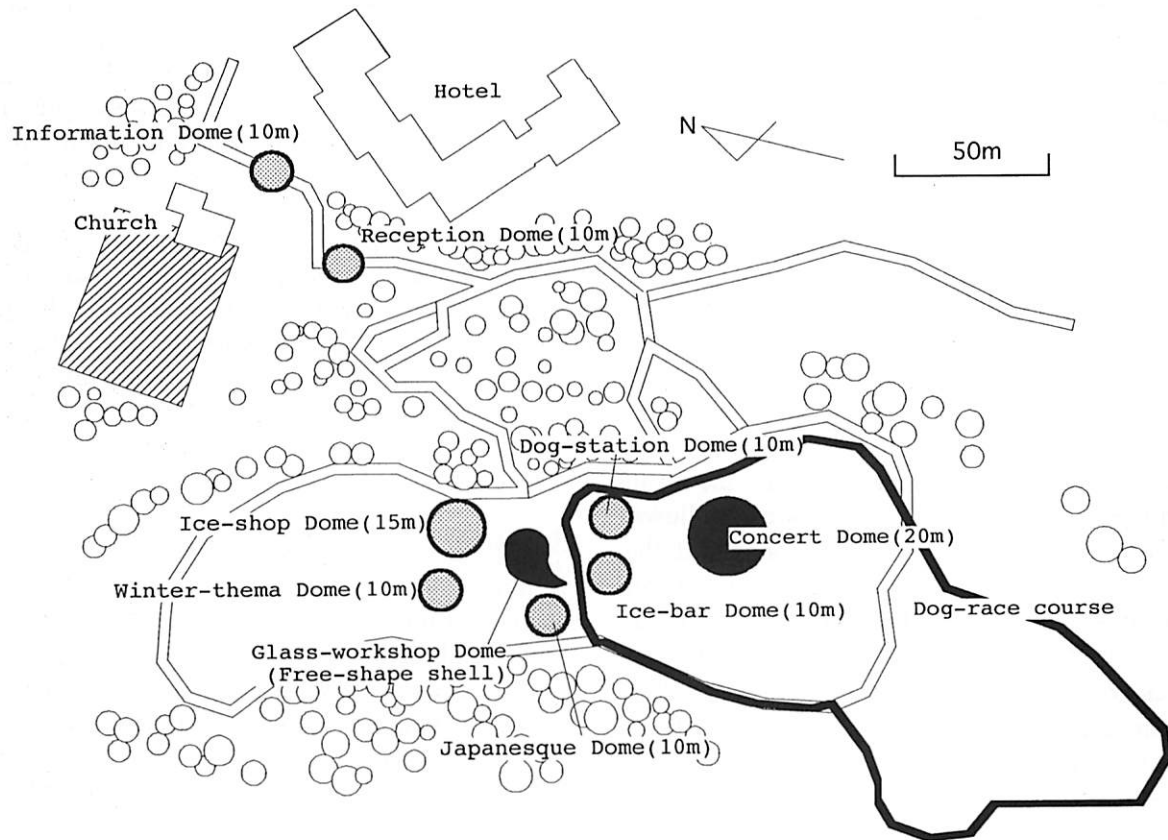 Hotel
Information Dome(10m)
N
50m
Church
Reception Dome(10m)
Dog-station Dome(10m)
Ice-shop Dome(15m)
Concert Dome(20m)
Winter-thema Dome(10m)
Ice-bar Dome(10m)
Dog-race course
Glass-workshop Dome
(Free-shape shell)
Japanesque Dome(10m)